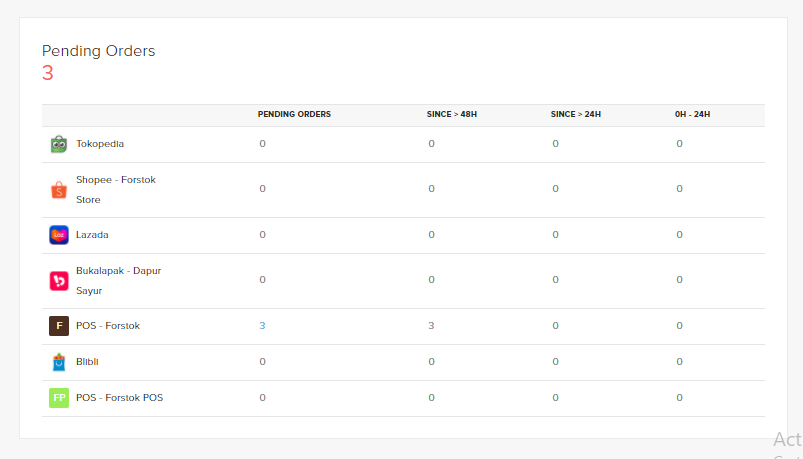 Pending Orders
3
PENDING ORDERS SINCE > 48H SINCE > 24H 0H - 24H
Tokopedia 0 0 0 0
Shopee - Forstok
Store
0 0 0 0
Lazada 0 0 0 0
Bukalapak - Dapur
Sayur
0 0 0 0
F POS - Forstok 3 3 0 0
Blibli 0 0 0 0
FP POS - Forstok POS 0 0 0 0
Act